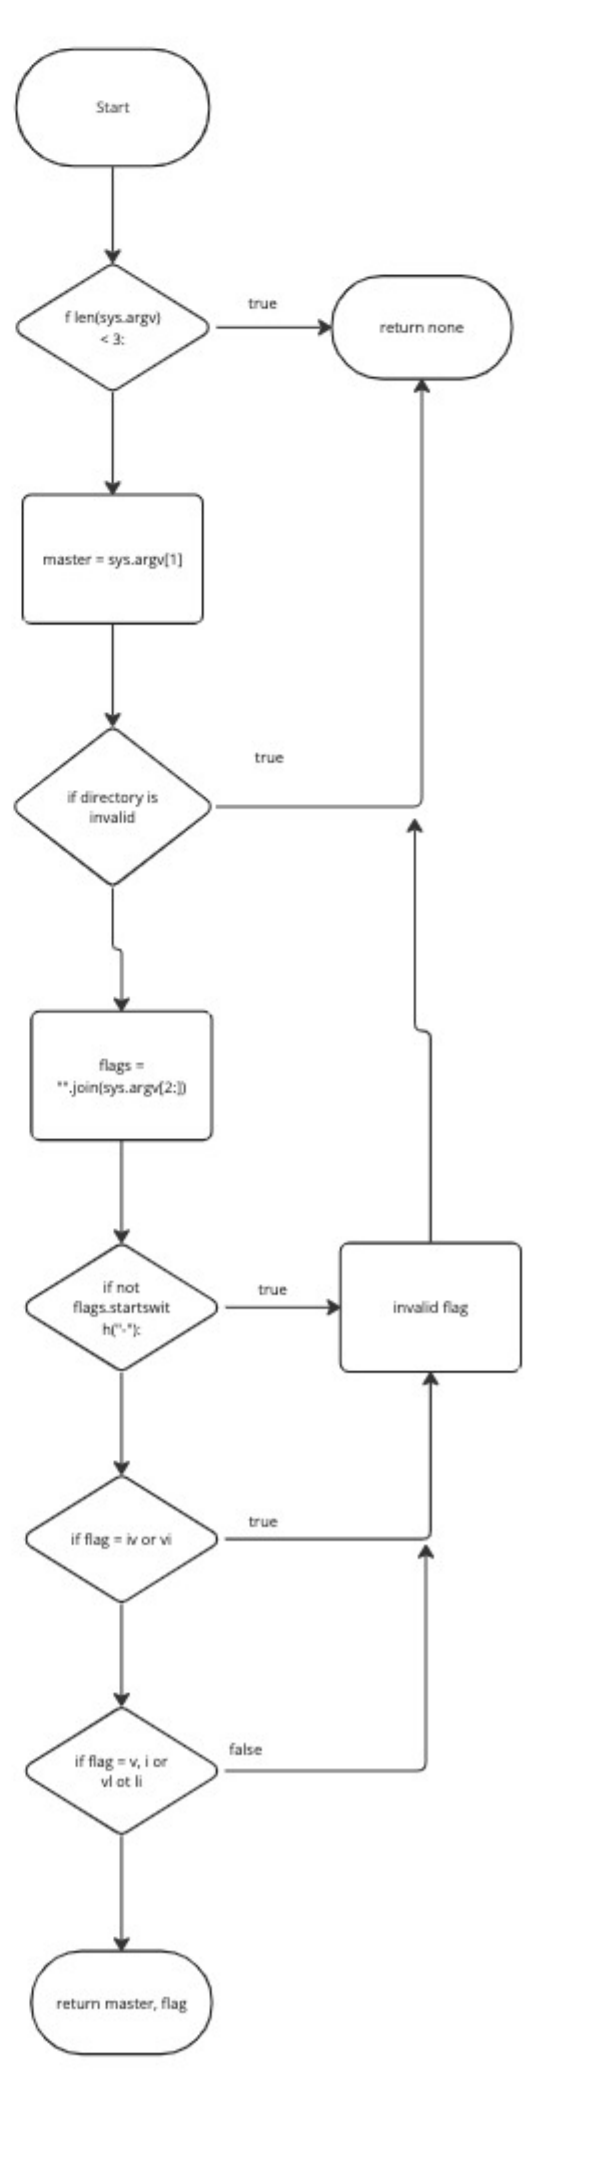 Start
f len(sys.argv)
< 3:
true
return none
master = sys.argv[1]
true
if directory is
invalid
flags =
"".join(sys.argv[2:])
if not
flags.startswit
h("-"):
true
invalid flag
if flag = iv or vi
true
if flag = v, i or
vl ot li
false
return master, flag